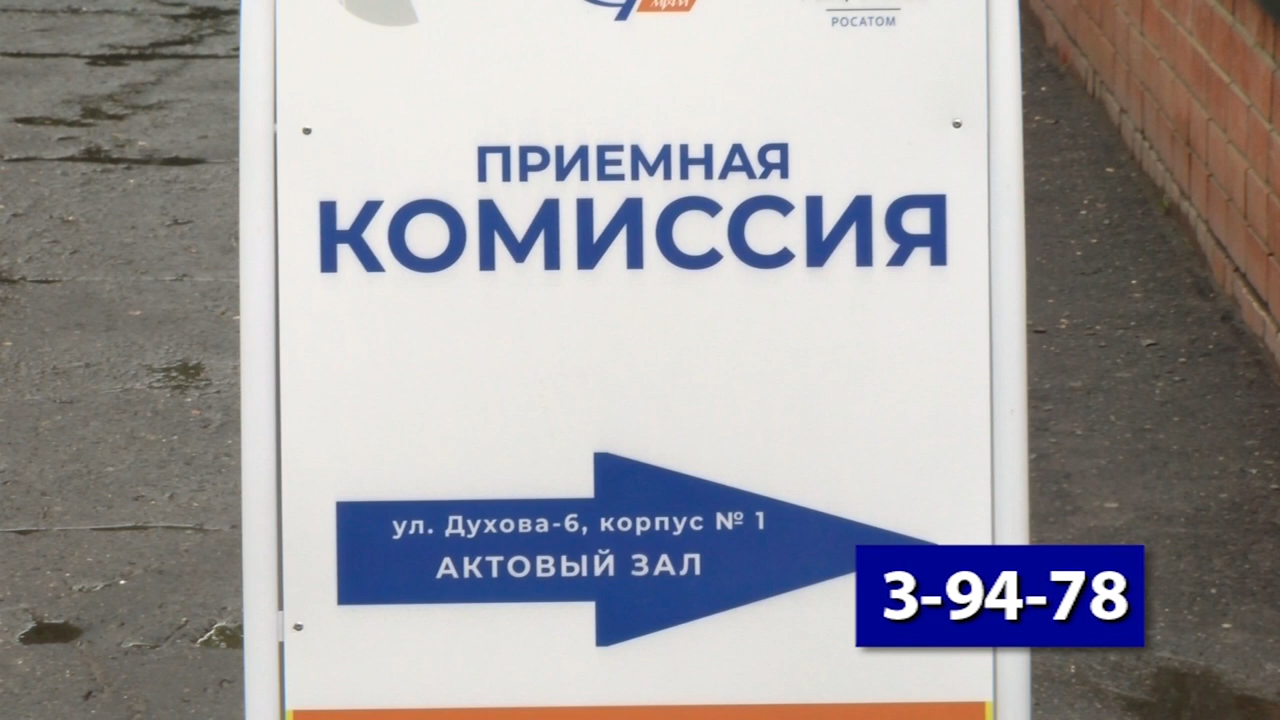 РОСАТОМ
ПРИЕМНАЯ
КОМИССИЯ
ул. Духова-6, корпус № 1
АКТОВЫЙ ЗАЛ
3-94-78